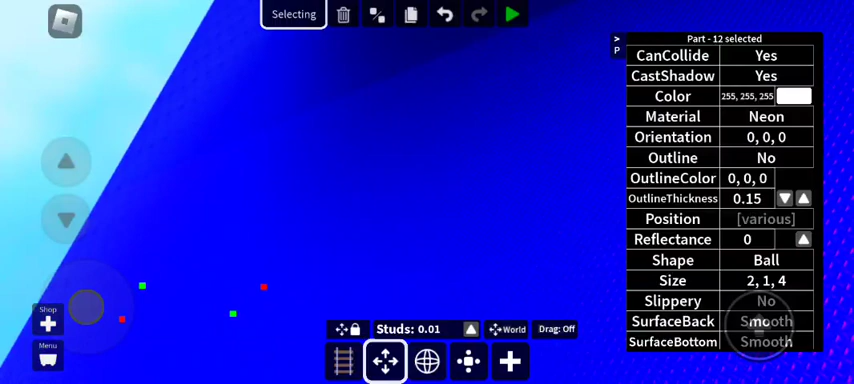 Selecting
> P
Part - 12 selected
CanCollide Yes
CastShadow Yes
Color 255, 255, 255
Material Neon
Orientation 0, 0, 0
Outline No
OutlineColor 0, 0, 0
OutlineThickness 0.15
Position [various]
Reflectance 0
Shape Ball
Size 2, 1, 4
Slippery No
SurfaceBack Smooth
SurfaceBottom Smooth
Shop
Menu
Studs: 0.01 World Drag: Off